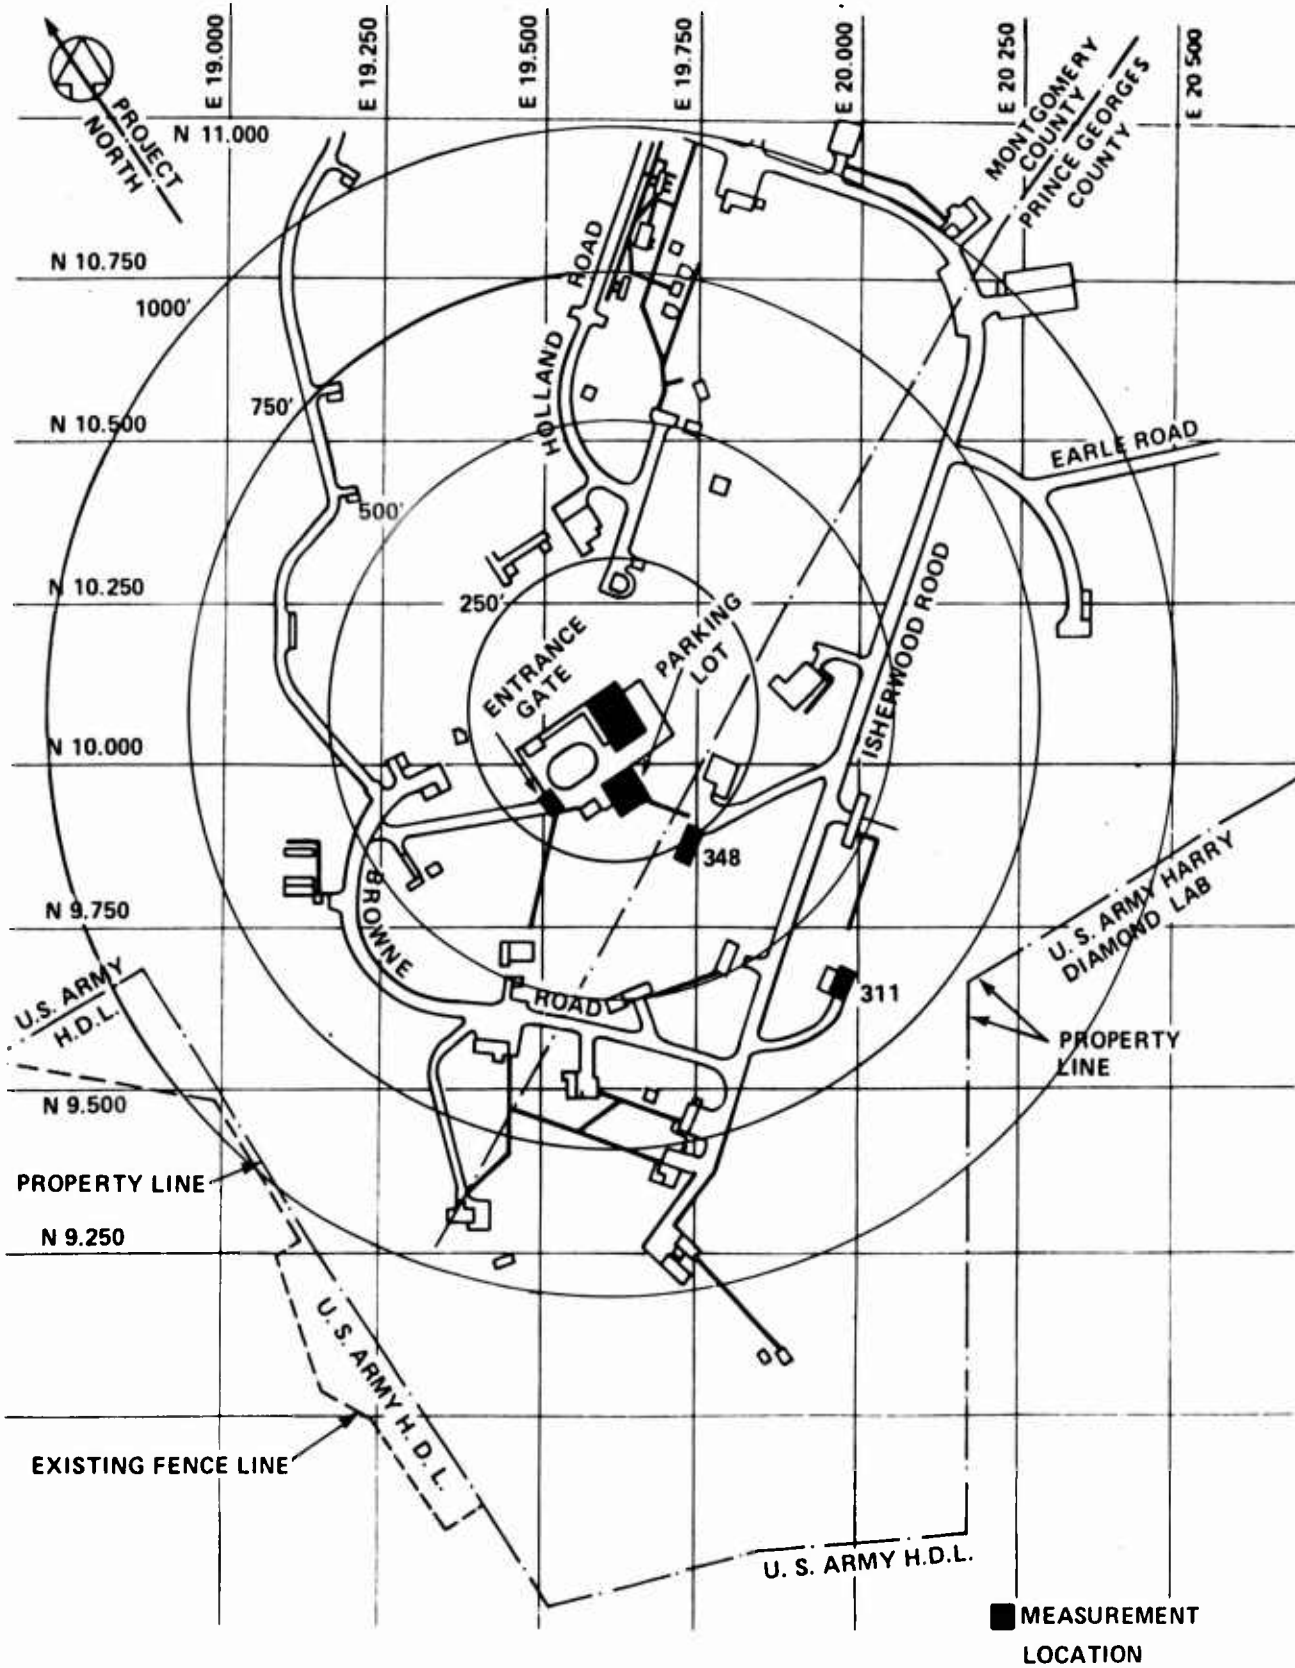 E 19.000
E 19.250
E 19.500
E 19.750
E 20.000
E 20 250
E 20 500
PROJECT
NORTH
N 11.000
MONTGOMERY
COUNTY
PRINCE GEORGES
COUNTY
N 10.750
1000'
HOLLAND ROAD
750'
N 10.500
EARLE ROAD
500'
N 10.250
250'
ENTRANCE
GATE
PARKING
LOT
ISHERWOOD ROOD
N 10.000
348
BROWNE ROAD
N 9.750
U.S. ARMY HARRY
DIAMOND LAB
U.S. ARMY
H.D.L.
311
PROPERTY
LINE
N 9.500
PROPERTY LINE
N 9.250
U. S. ARMY H. D. L.
EXISTING FENCE LINE
U. S. ARMY H.D.L.
MEASUREMENT
LOCATION